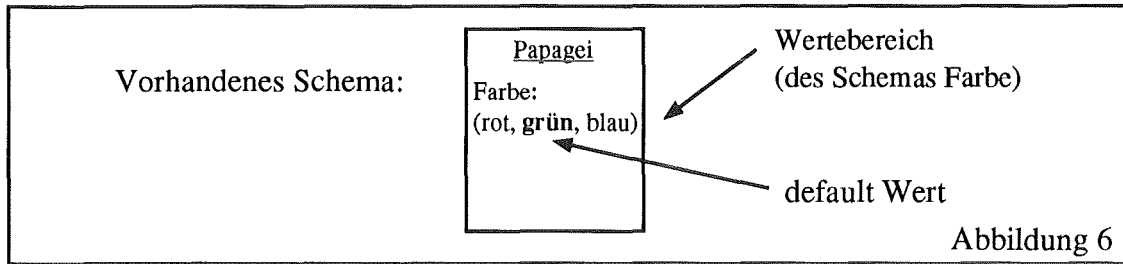 Vorhandenes Schema:
Papagei
Farbe:
(rot, grün, blau)
Wertebereich
(des Schemas Farbe)
default Wert
Abbildung 6